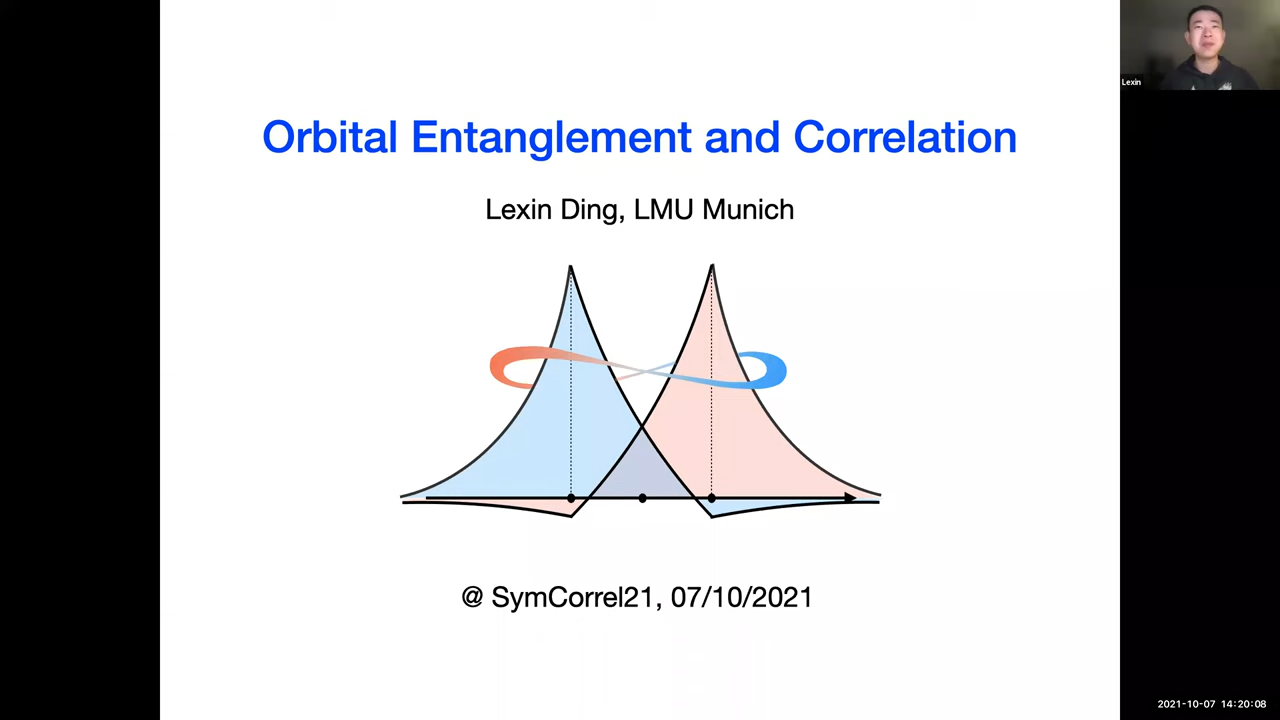 Orbital Entanglement and Correlation
Lexin Ding, LMU Munich
@ SymCorrel21, 07/10/2021
Lexin
2021-10-07 14:20:08